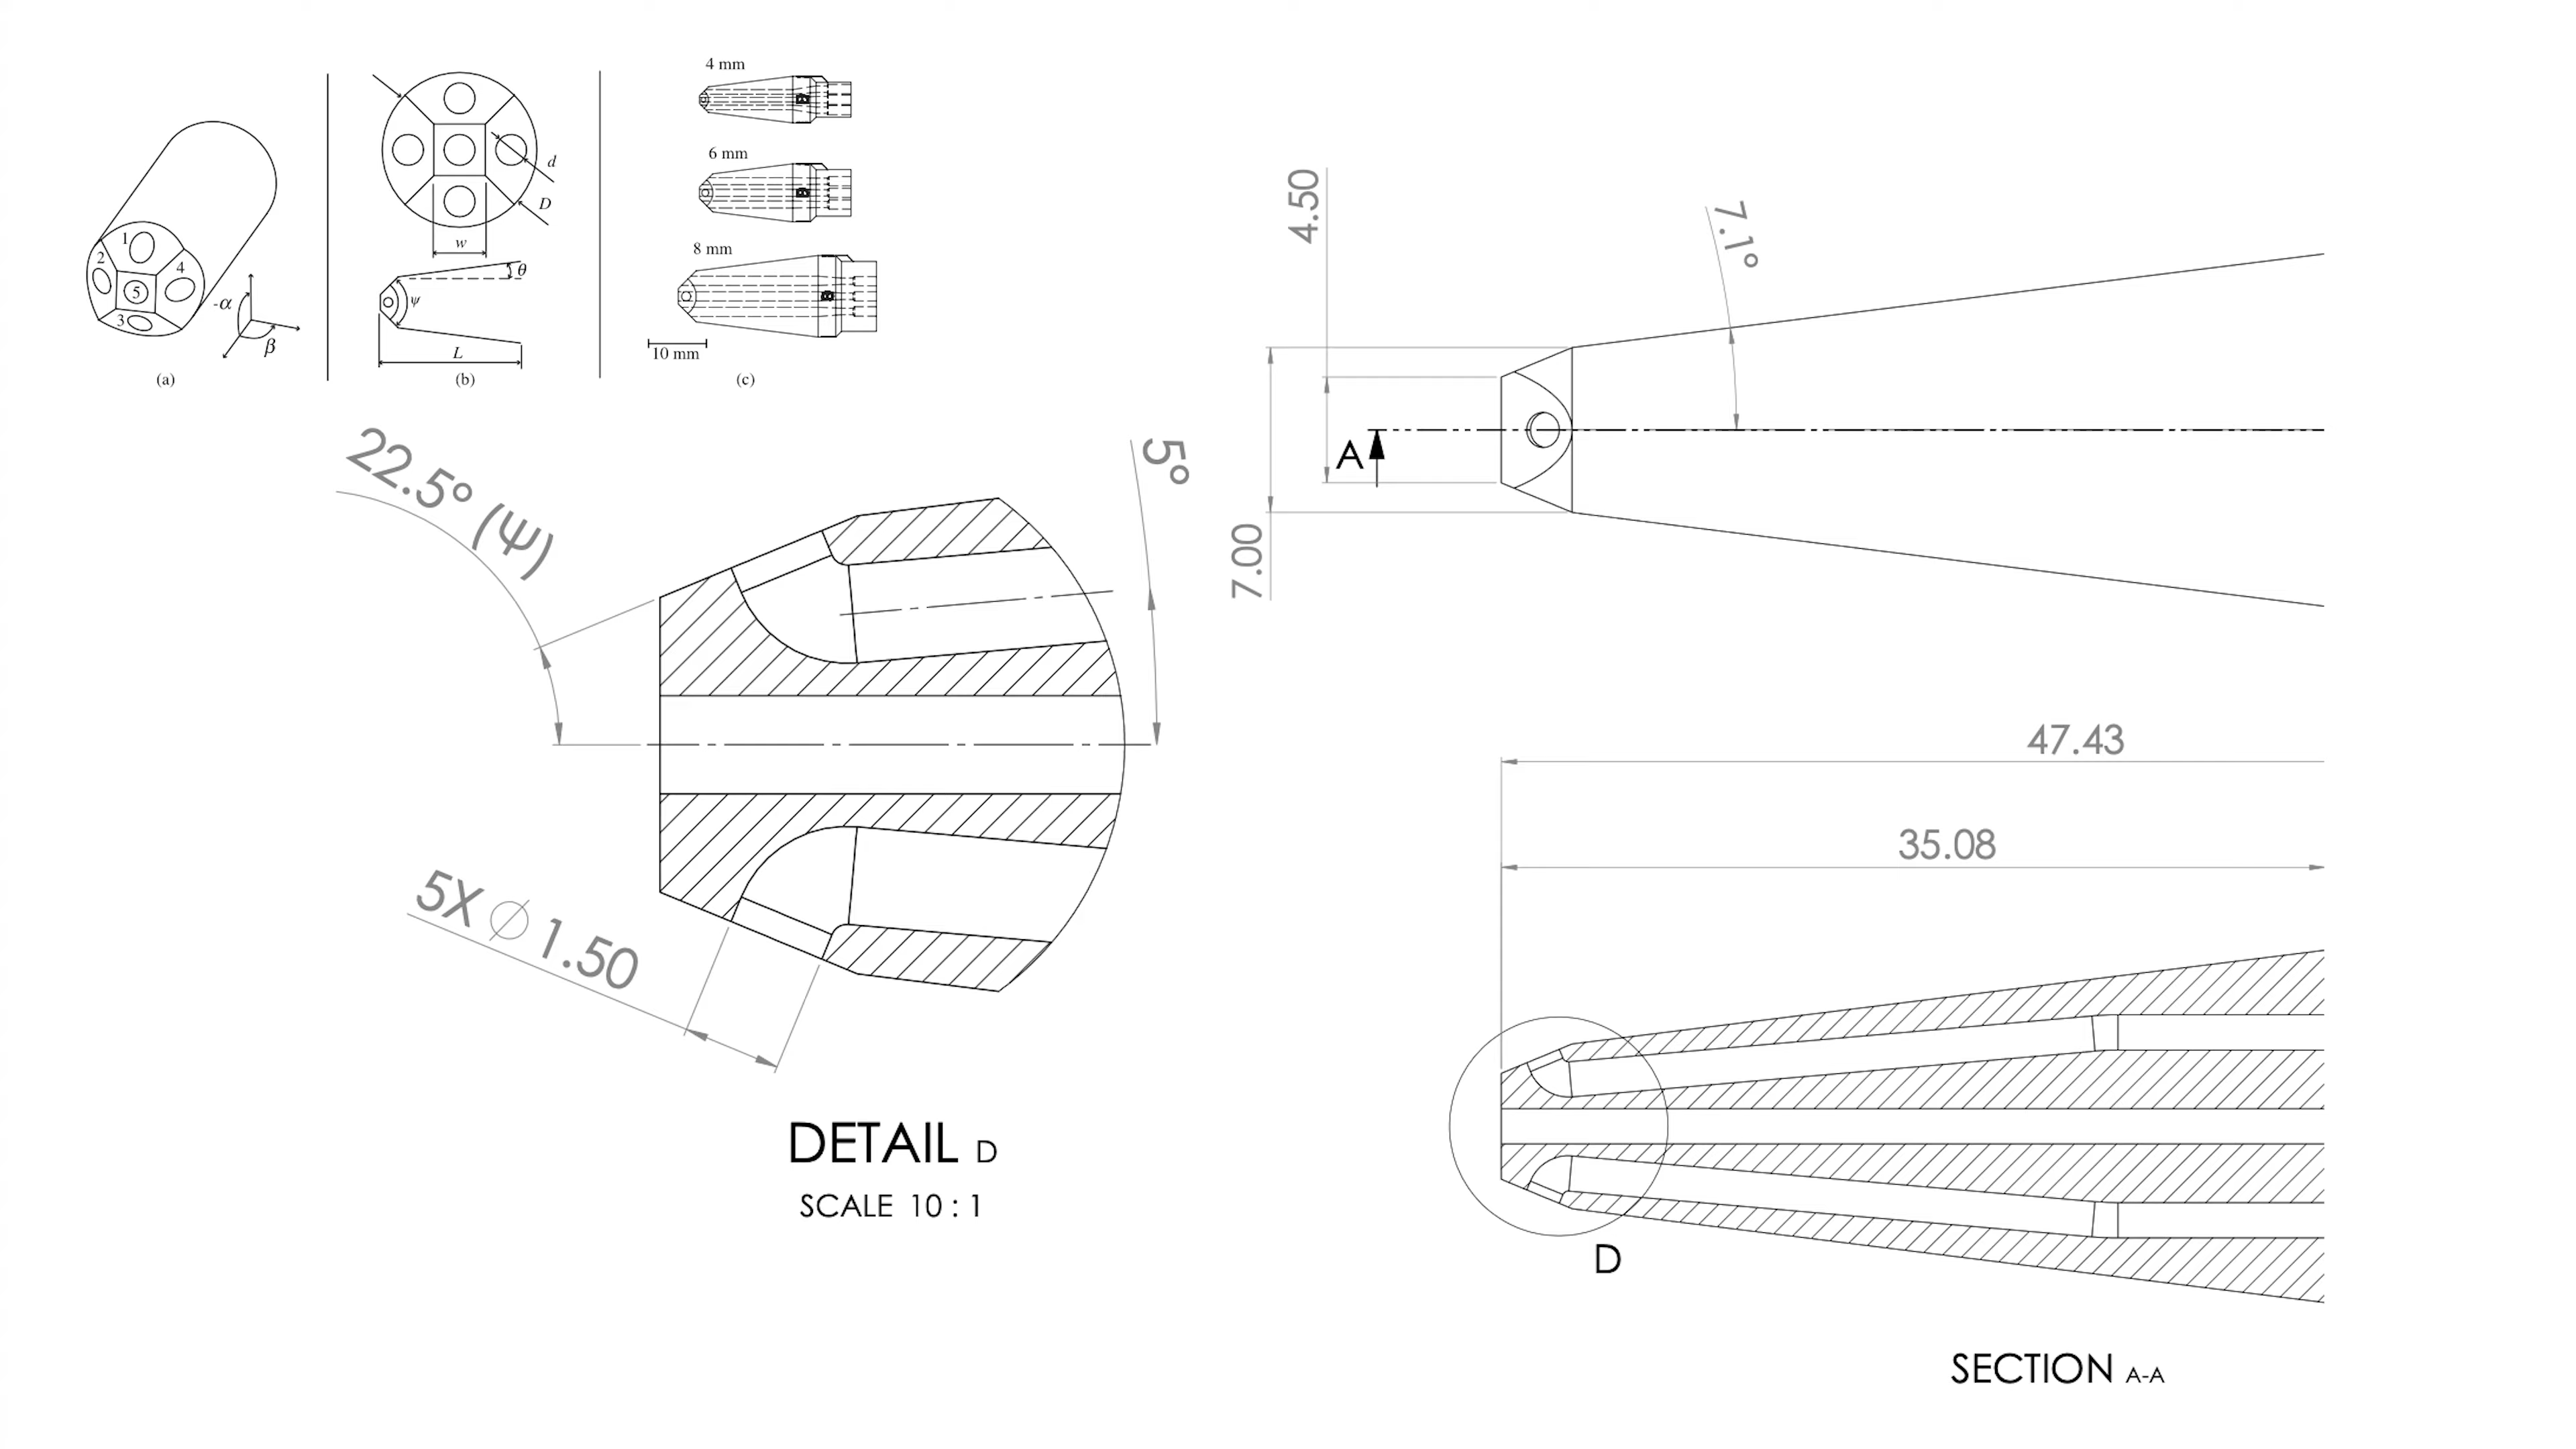 1
2
4
5
3
-α
β
(a)
d
D
w
θ
ψ
L
(b)
4 mm
6 mm
8 mm
10 mm
(c)
22.5° (Ψ)
5°
5X ∅ 1.50
DETAIL D
SCALE 10 : 1
4.50
7.1°
A
7.00
47.43
35.08
D
SECTION A-A